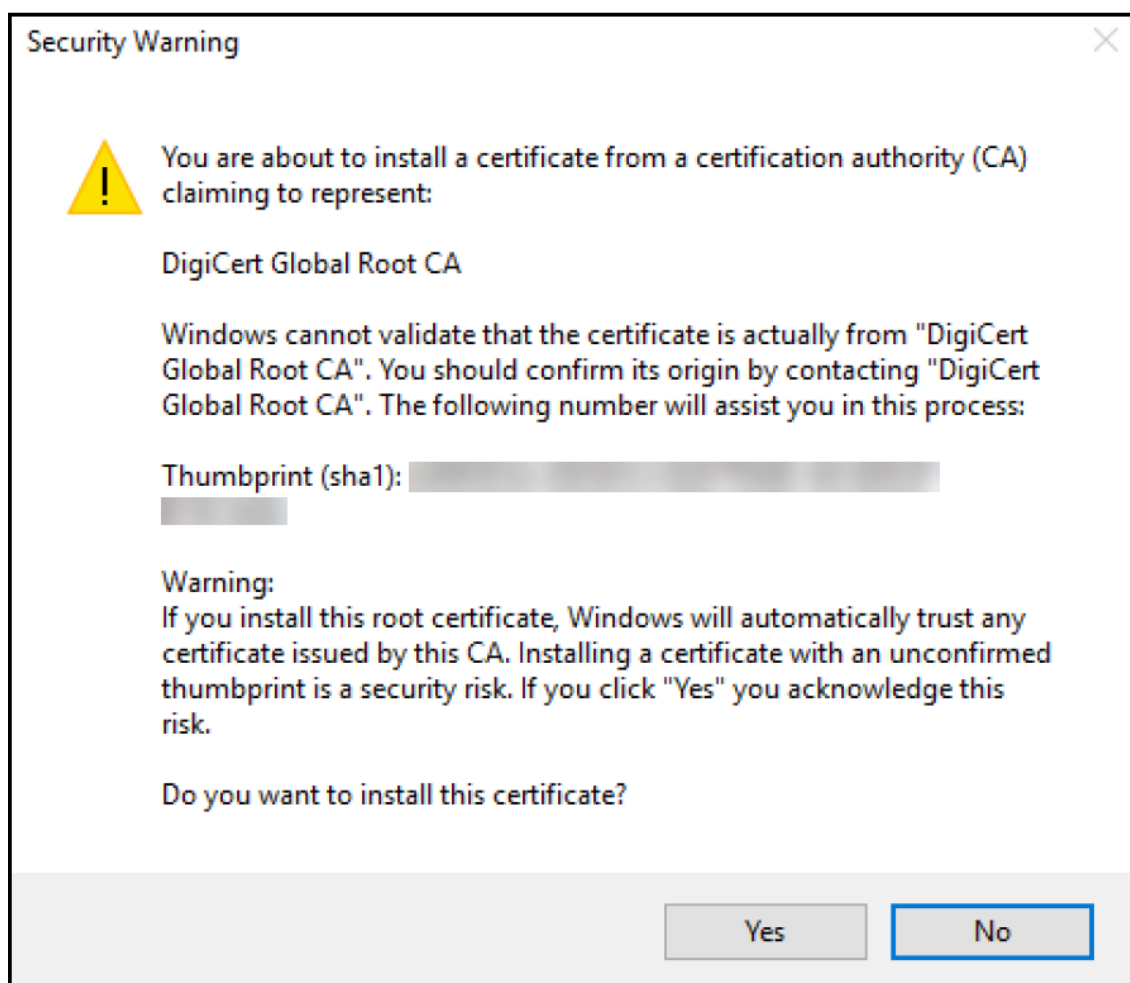 Security Warning
You are about to install a certificate from a certification authority (CA)
claiming to represent:
DigiCert Global Root CA
Windows cannot validate that the certificate is actually from "DigiCert
Global Root CA". You should confirm its origin by contacting "DigiCert
Global Root CA". The following number will assist you in this process:
Thumbprint (sha1):
Warning:
If you install this root certificate, Windows will automatically trust any
certificate issued by this CA. Installing a certificate with an unconfirmed
thumbprint is a security risk. If you click "Yes" you acknowledge this
risk.
Do you want to install this certificate?
Yes No